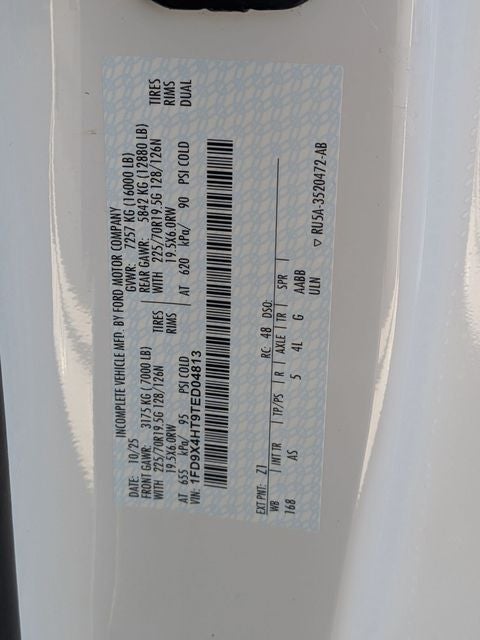 INCOMPLETE VEHICLE MFD. BY FORD MOTOR COMPANY
DATE: 10/25 GVWR: 7257 KG (16000 LB)
FRONT GAWR: 3175 KG (7000 LB) REAR GAWR: 5842 KG (12880 LB)
WITH 225/70R19.5G 128/126N TIRES WITH 225/70R19.5G 128/126N TIRES
19.5X6.0RW RIMS 19.5X6.0RW RIMS
AT 655 kPa/ 95 PSI COLD AT 620 kPa/ 90 PSI COLD DUAL
VIN: 1FD9X4HT9TED04813
EXT PNT: Z1 RC: 48 DSO:
WB INT TR TP/PS R AXLE TR SPR
168 AS 5 4L G AABB
ULN
▽ RU5A-3520472-AB